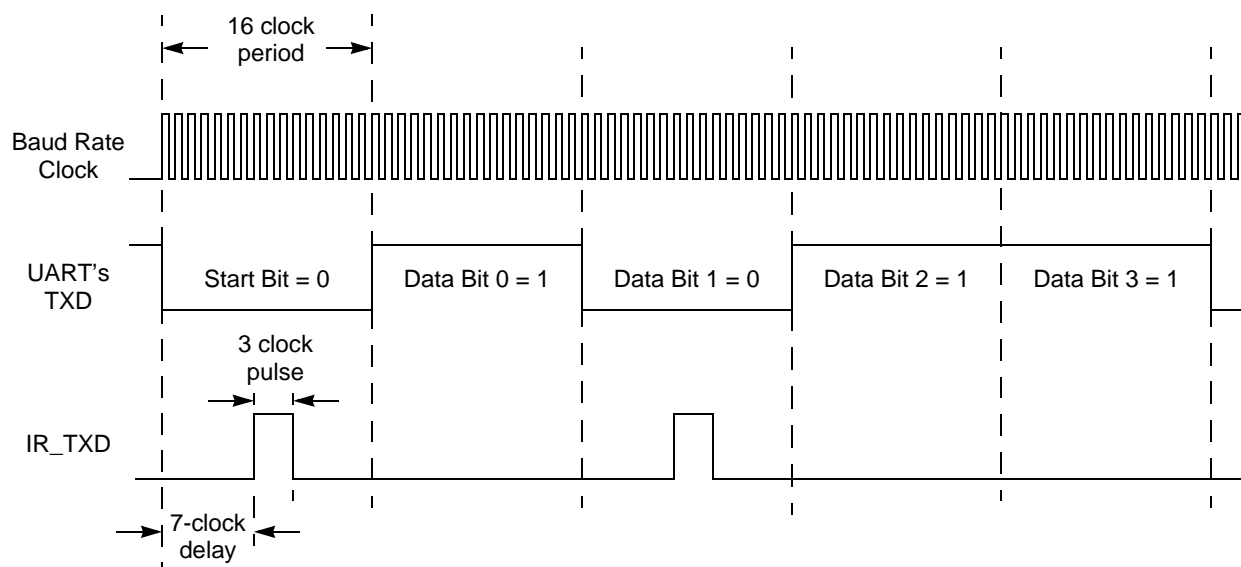 16 clock
period
Baud Rate
Clock
UART's
TXD
Start Bit = 0
Data Bit 0 = 1
Data Bit 1 = 0
Data Bit 2 = 1
Data Bit 3 = 1
3 clock
pulse
IR_TXD
7-clock
delay